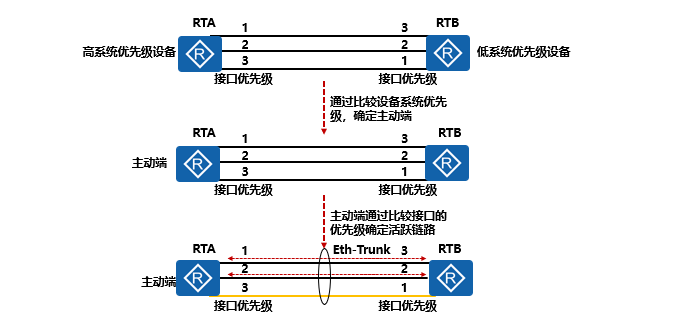 RTA RTB
1 3
高系统优先级设备 R 2 2 R 低系统优先级设备
3 1
接口优先级 接口优先级
通过比较设备系统优先
级，确定主动端
RTA RTB
1 3
主动端 R 2 2 R
3 1
接口优先级 接口优先级
主动端通过比较接口的
优先级确定活跃链路
RTA 1 Eth-Trunk 3 RTB
主动端 R 2 2 R
3 1
接口优先级 接口优先级